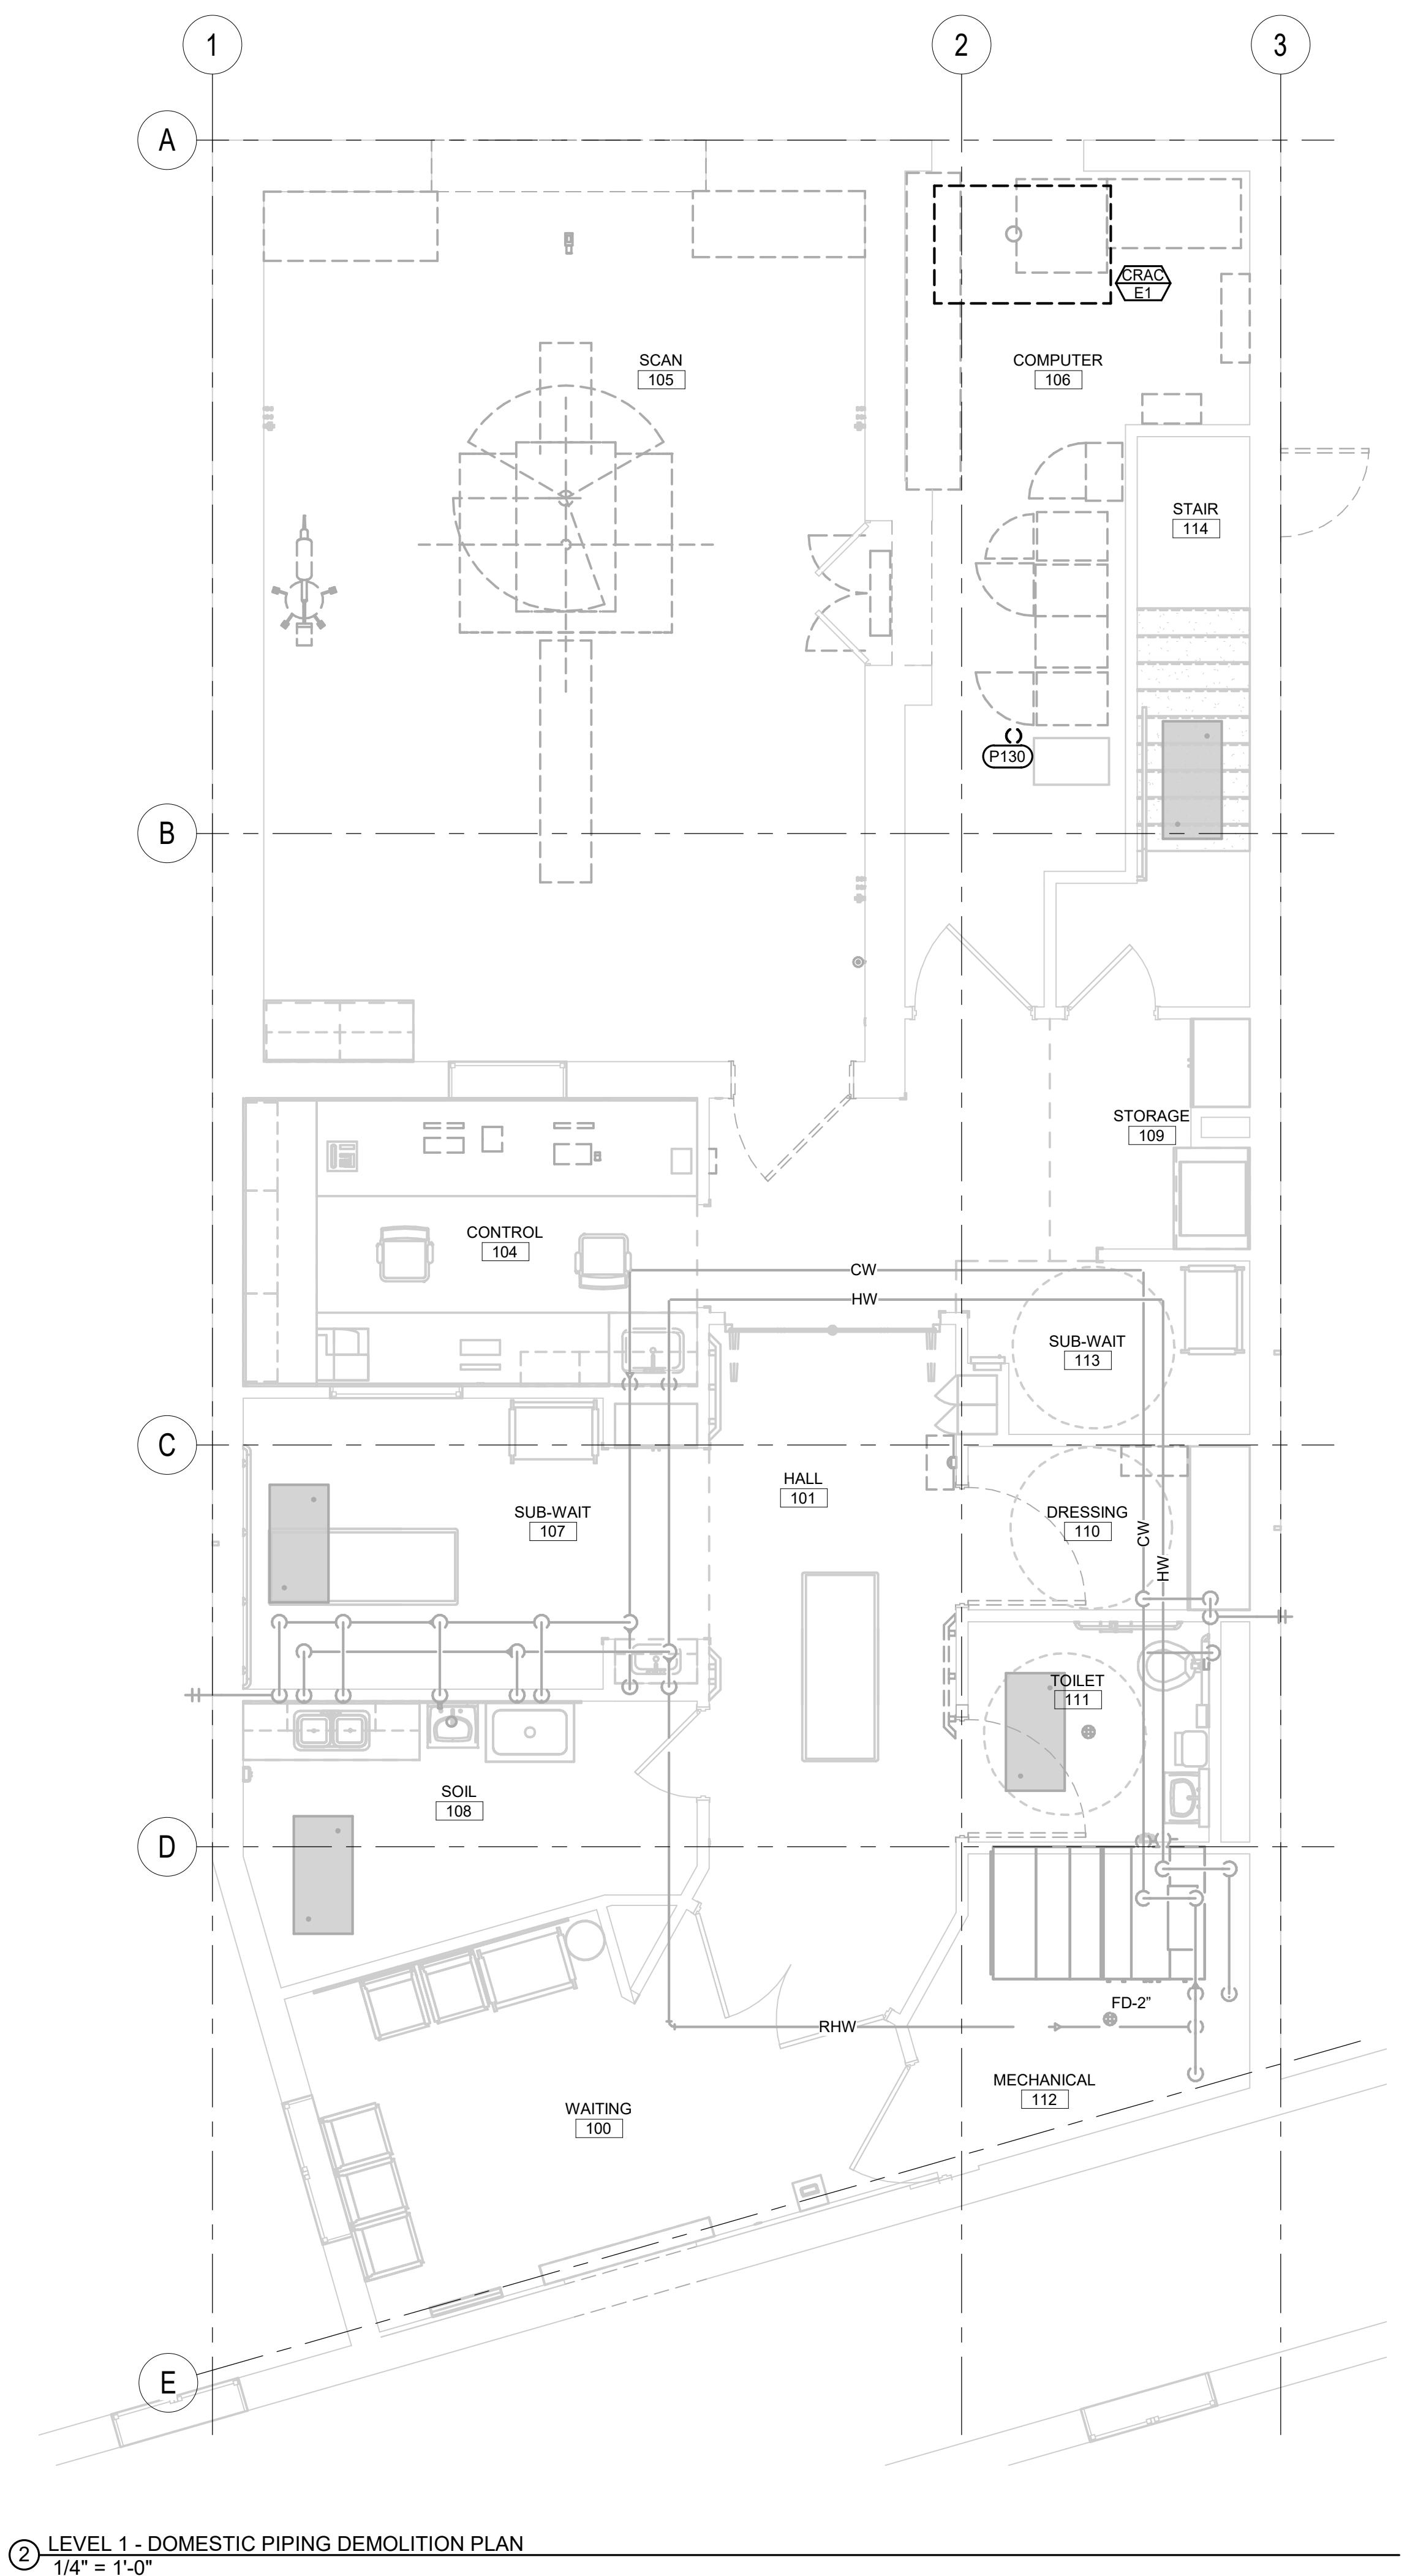 1
2
3
A
CRAC
E1
SCAN
105
COMPUTER
106
STAIR
114
P130
B
STORAGE
109
CONTROL
104
CW
HW
SUB-WAIT
113
C
HALL
101
SUB-WAIT
107
DRESSING
110
CW
HW
TOILET
111
SOIL
108
D
FD-2”
RHW
MECHANICAL
112
WAITING
100
E
2
LEVEL 1 - DOMESTIC PIPING DEMOLITION PLAN
1/4" = 1'-0"